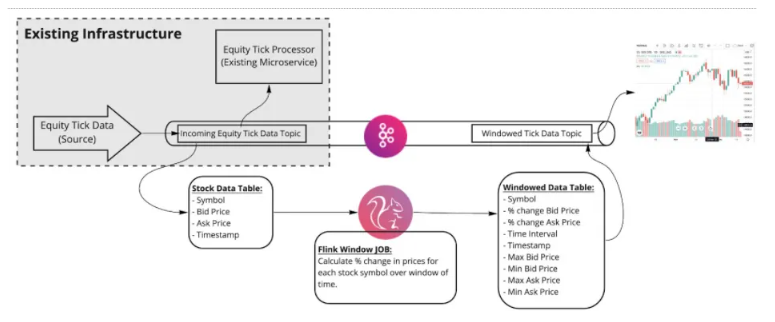 Existing Infrastructure
Equity Tick Processor
(Existing Microservice)
Equity Tick Data
(Source)
Incoming Equity Tick Data Topic
Windowed Tick Data Topic
Stock Data Table:
- Symbol
- Bid Price
- Ask Price
- Timestamp
Flink Window JOB:
Calculate % change in prices for
each stock symbol over window of
time.
Windowed Data Table:
- Symbol
- % change Bid Price
- % change Ask Price
- Time Interval
- Timestamp
- Max Bid Price
- Min Bid Price
- Max Ask Price
- Min Ask Price